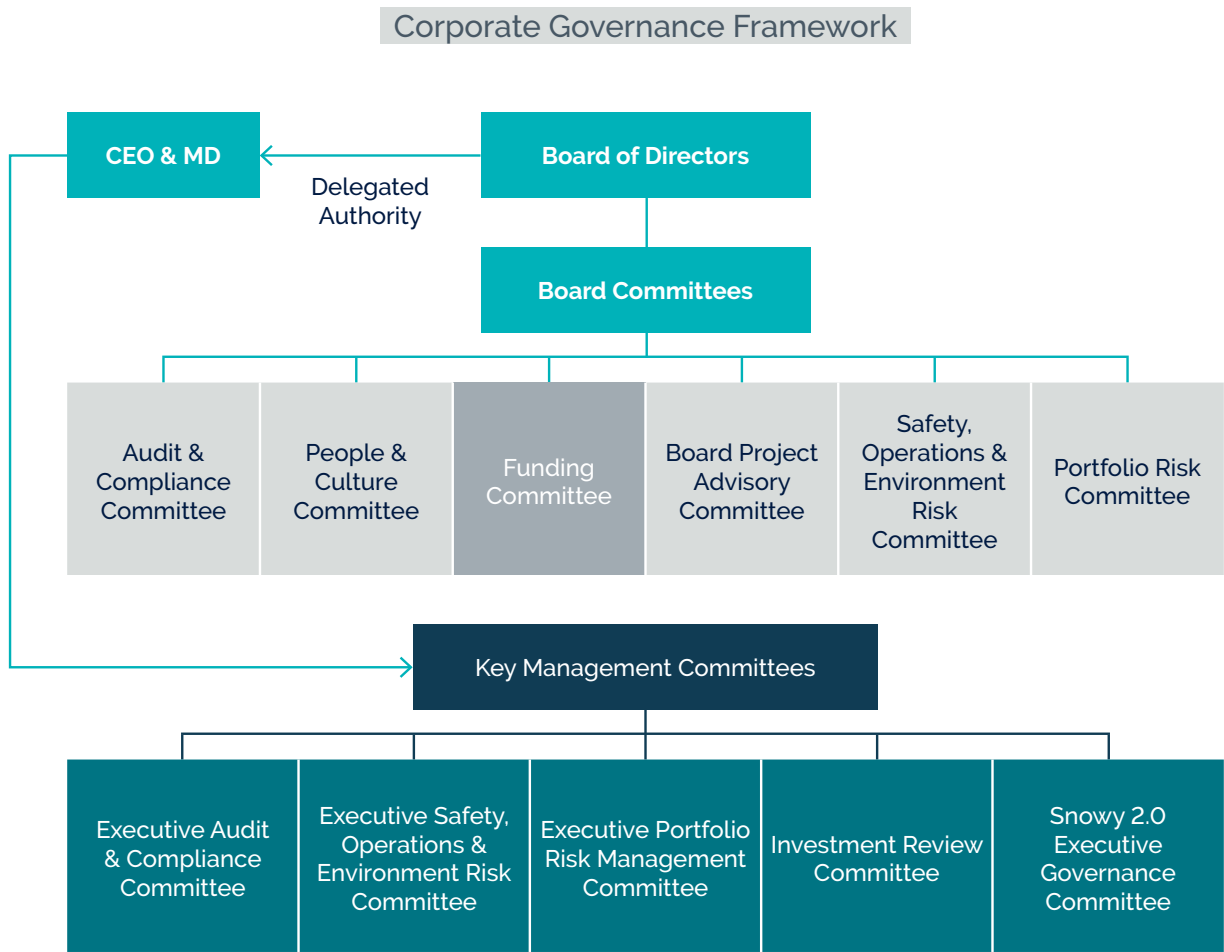 Corporate Governance Framework
CEO & MD
Board of Directors
Delegated
Authority
Board Committees
Audit &
Compliance
Committee
People &
Culture
Committee
Funding
Committee
Board Project
Advisory
Committee
Safety,
Operations &
Environment
Risk
Committee
Portfolio Risk
Committee
Key Management Committees
Executive Audit
& Compliance
Committee
Executive Safety,
Operations &
Environment Risk
Committee
Executive Portfolio
Risk Management
Committee
Investment Review
Committee
Snowy 2.0
Executive
Governance
Committee